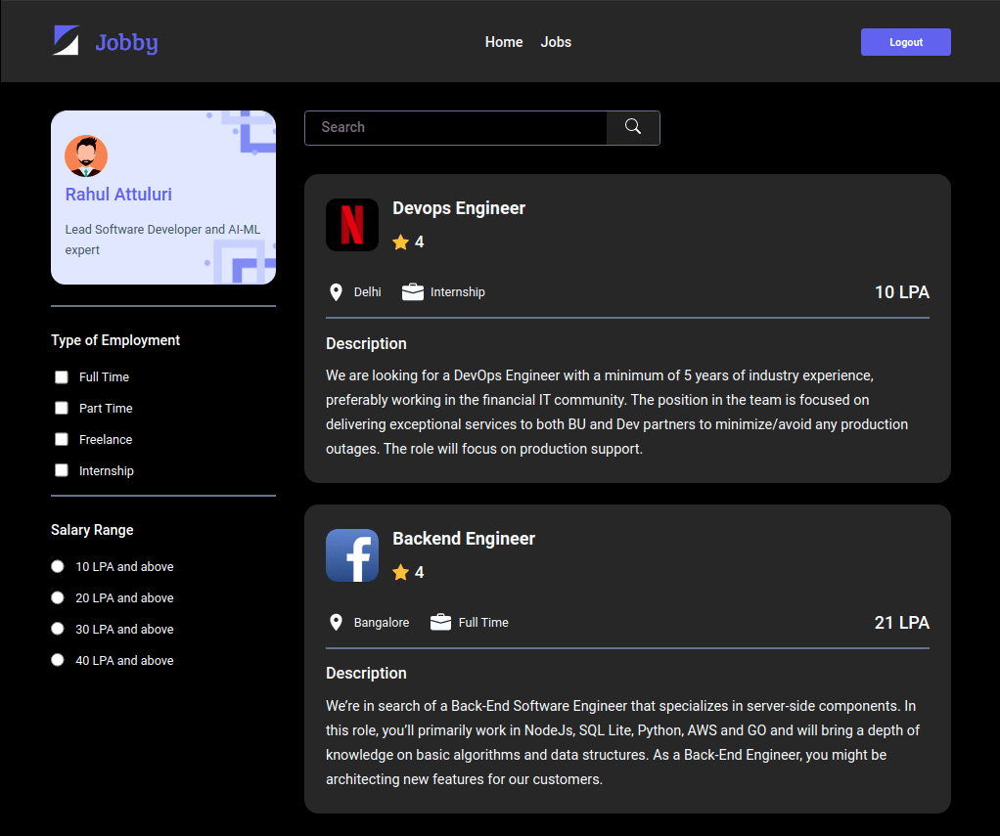 Jobby
Home
Jobs
Logout
Rahul Attuluri
Lead Software Developer and AI-ML
expert
Type of Employment
Full Time
Part Time
Freelance
Internship
Salary Range
10 LPA and above
20 LPA and above
30 LPA and above
40 LPA and above
Search
N
Devops Engineer
4
Delhi
Internship
10 LPA
Description
We are looking for a DevOps Engineer with a minimum of 5 years of industry experience,
preferably working in the financial IT community. The position in the team is focused on
delivering exceptional services to both BU and Dev partners to minimize/avoid any production
outages. The role will focus on production support.
f
Backend Engineer
4
Bangalore
Full Time
21 LPA
Description
We’re in search of a Back-End Software Engineer that specializes in server-side components. In
this role, you’ll primarily work in NodeJs, SQL Lite, Python, AWS and GO and will bring a depth of
knowledge on basic algorithms and data structures. As a Back-End Engineer, you might be
architecting new features for our customers.